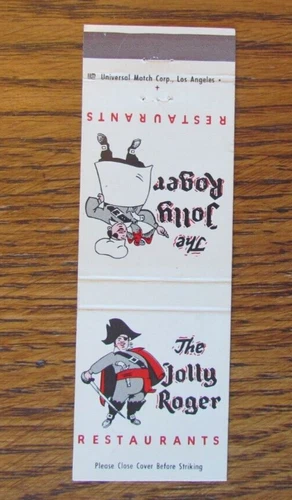 Universal Match Corp., Los Angeles
RESTAURANTS
The
Jolly
Roger
The
Jolly
Roger
RESTAURANTS
Please Close Cover Before Striking